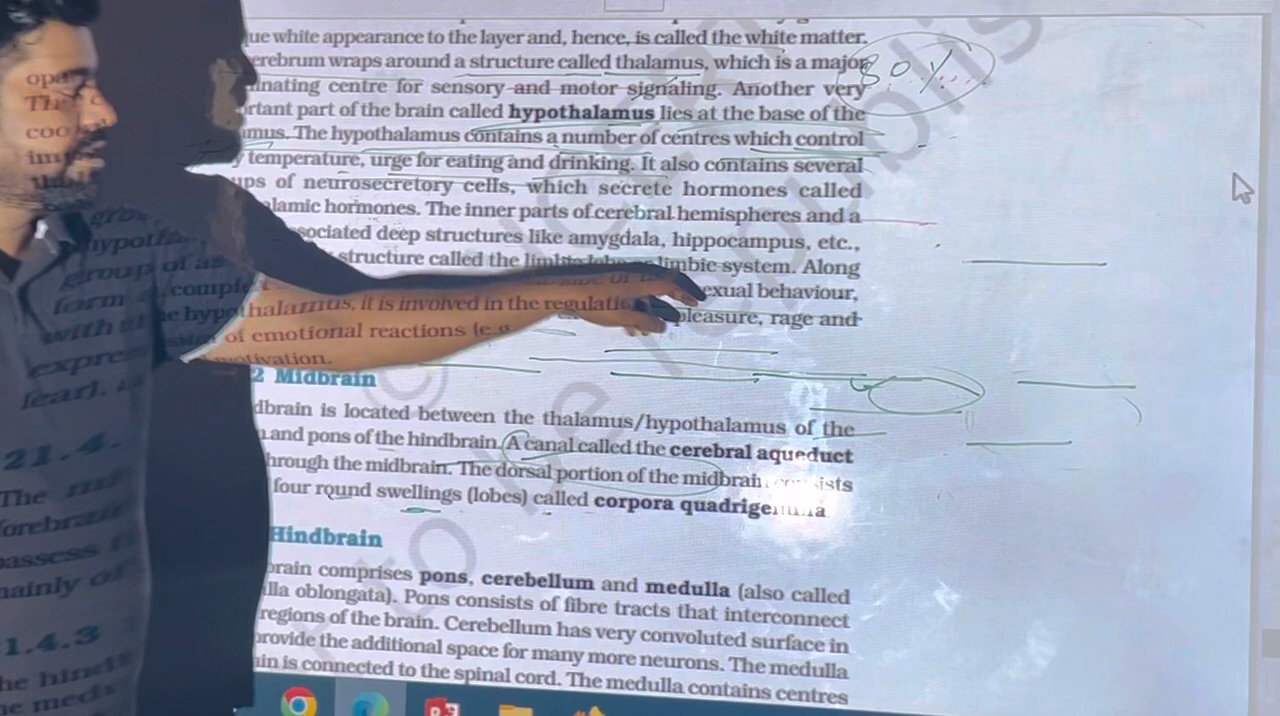 ue white appearance to the layer and, hence, is called the white matter.
erebrum wraps around a structure called thalamus, which is a major
nating centre for sensory and motor signaling. Another very
80%
rtant part of the brain called hypothalamus lies at the base of the
mus. The hypothalamus contains a number of centres which control
y temperature, urge for eating and drinking. It also contains several
ups of neurosecretory cells, which secrete hormones called
lamic hormones. The inner parts of cerebral hemispheres and a
sociated deep structures like amygdala, hippocampus, etc.,
structure called the limbic lobe or limbic system. Along
exual behaviour,
e hypothalamus, it is involved in the regulatio
pleasure, rage and
of emotional reactions (e.g
motivation.
2 Midbrain
dbrain is located between the thalamus/hypothalamus of the
and pons of the hindbrain. A canal called the cerebral aqueduct
hrough the midbrain. The dorsal portion of the midbrain consists
four round swellings (lobes) called corpora quadrigemina
Hindbrain
brain comprises pons, cerebellum and medulla (also called
lla oblongata). Pons consists of fibre tracts that interconnect
regions of the brain. Cerebellum has very convoluted surface in
provide the additional space for many more neurons. The medulla
in is connected to the spinal cord. The medulla contains centres